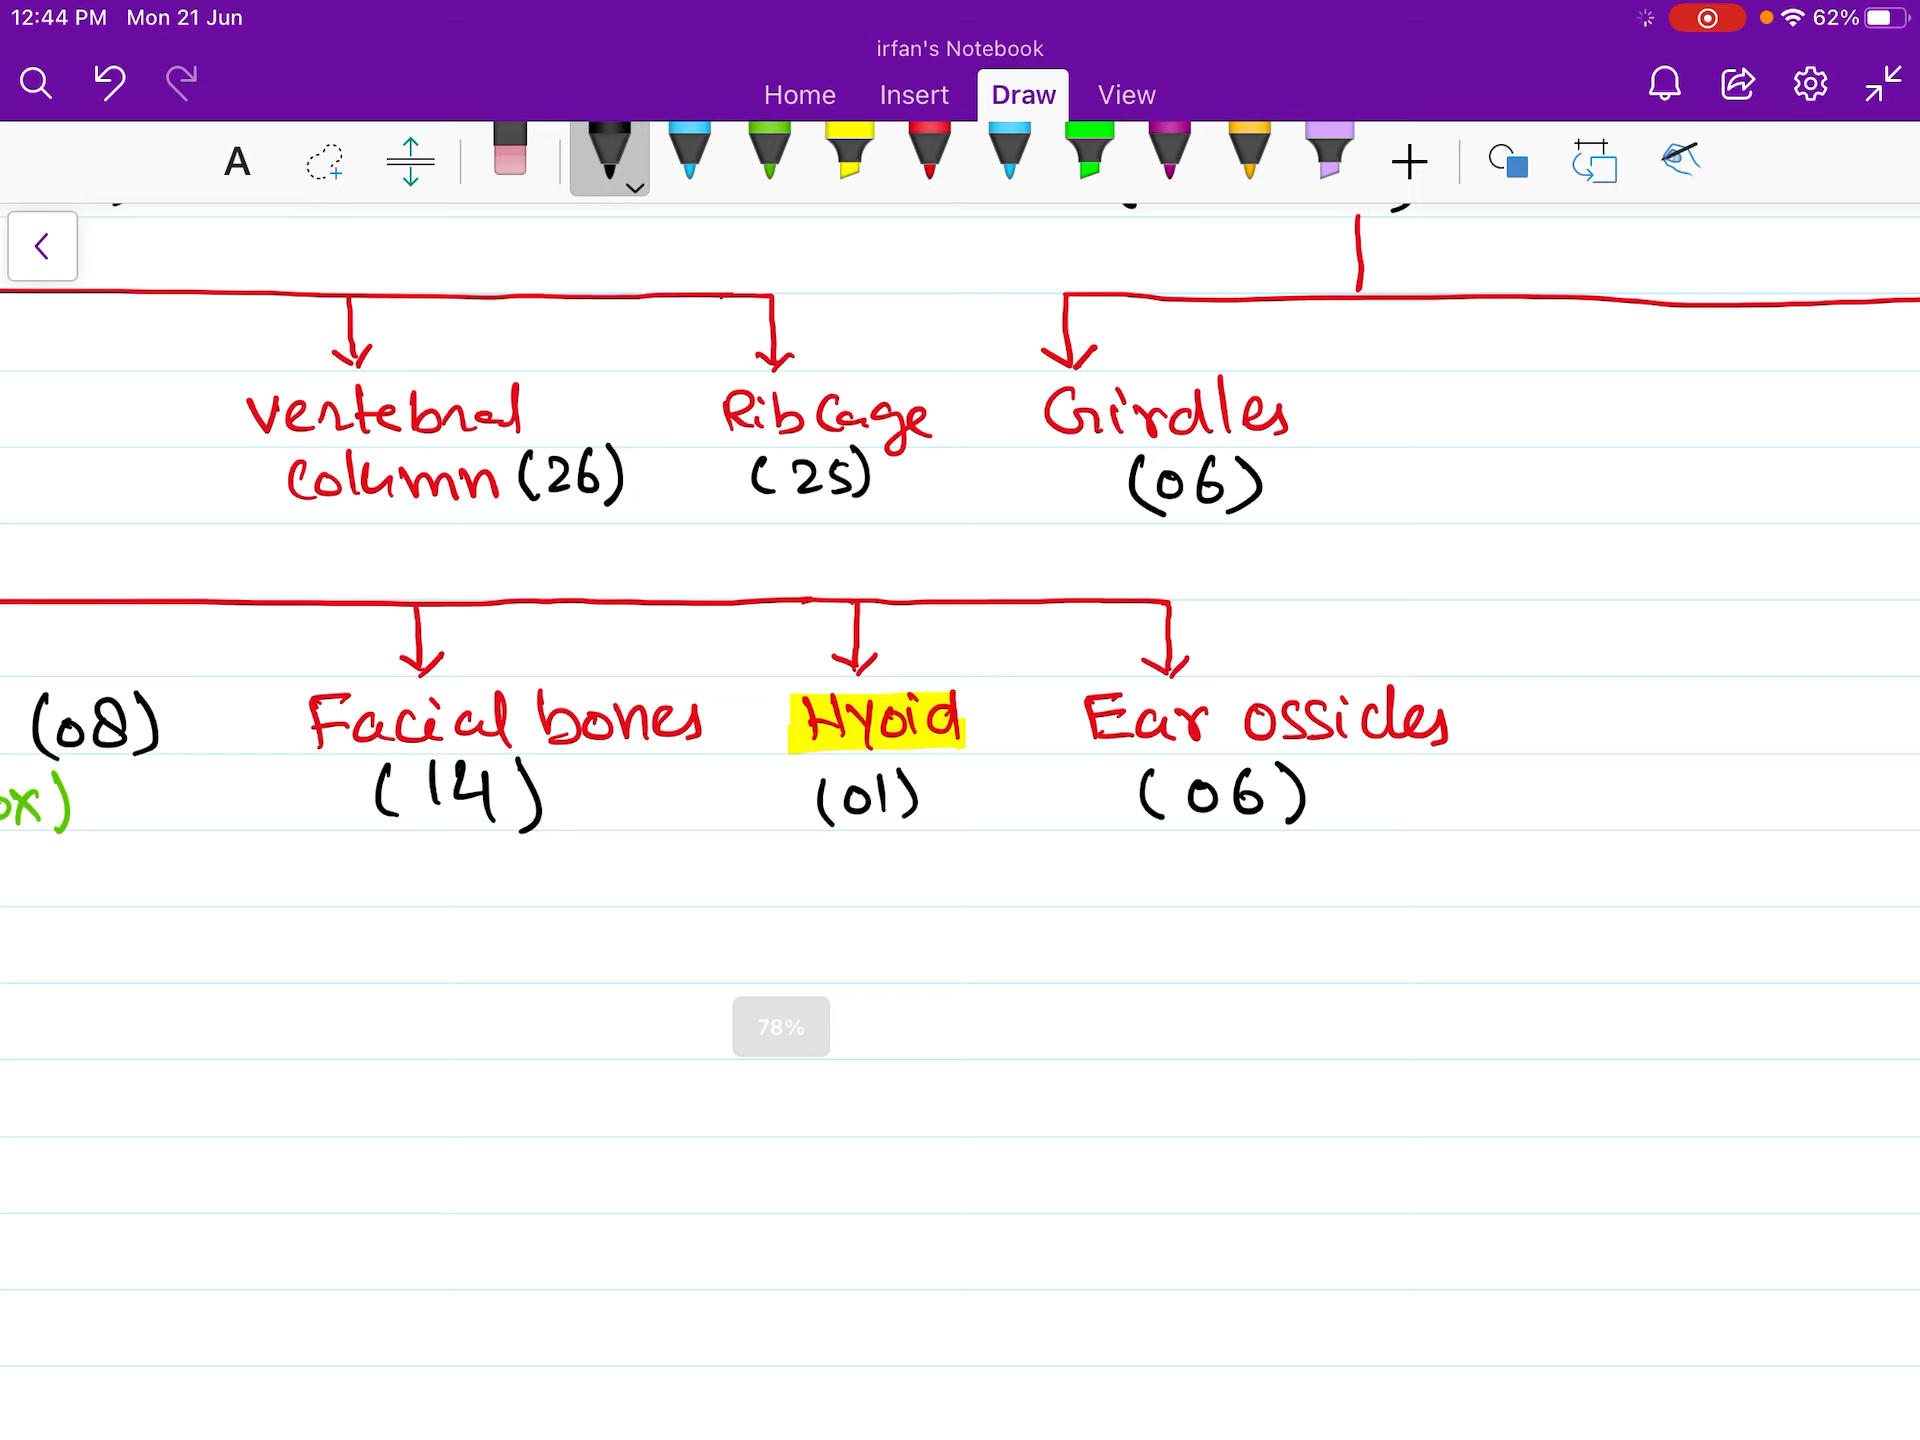 12:44 PM Mon 21 Jun
62%
irfan's Notebook
Home Insert Draw View
A
Vertebral Rib Cage Girdles
Column (26) (25) (06)
(08) Facial bones Hyoid Ear ossicles
ox) (14) (01) (06)
78%